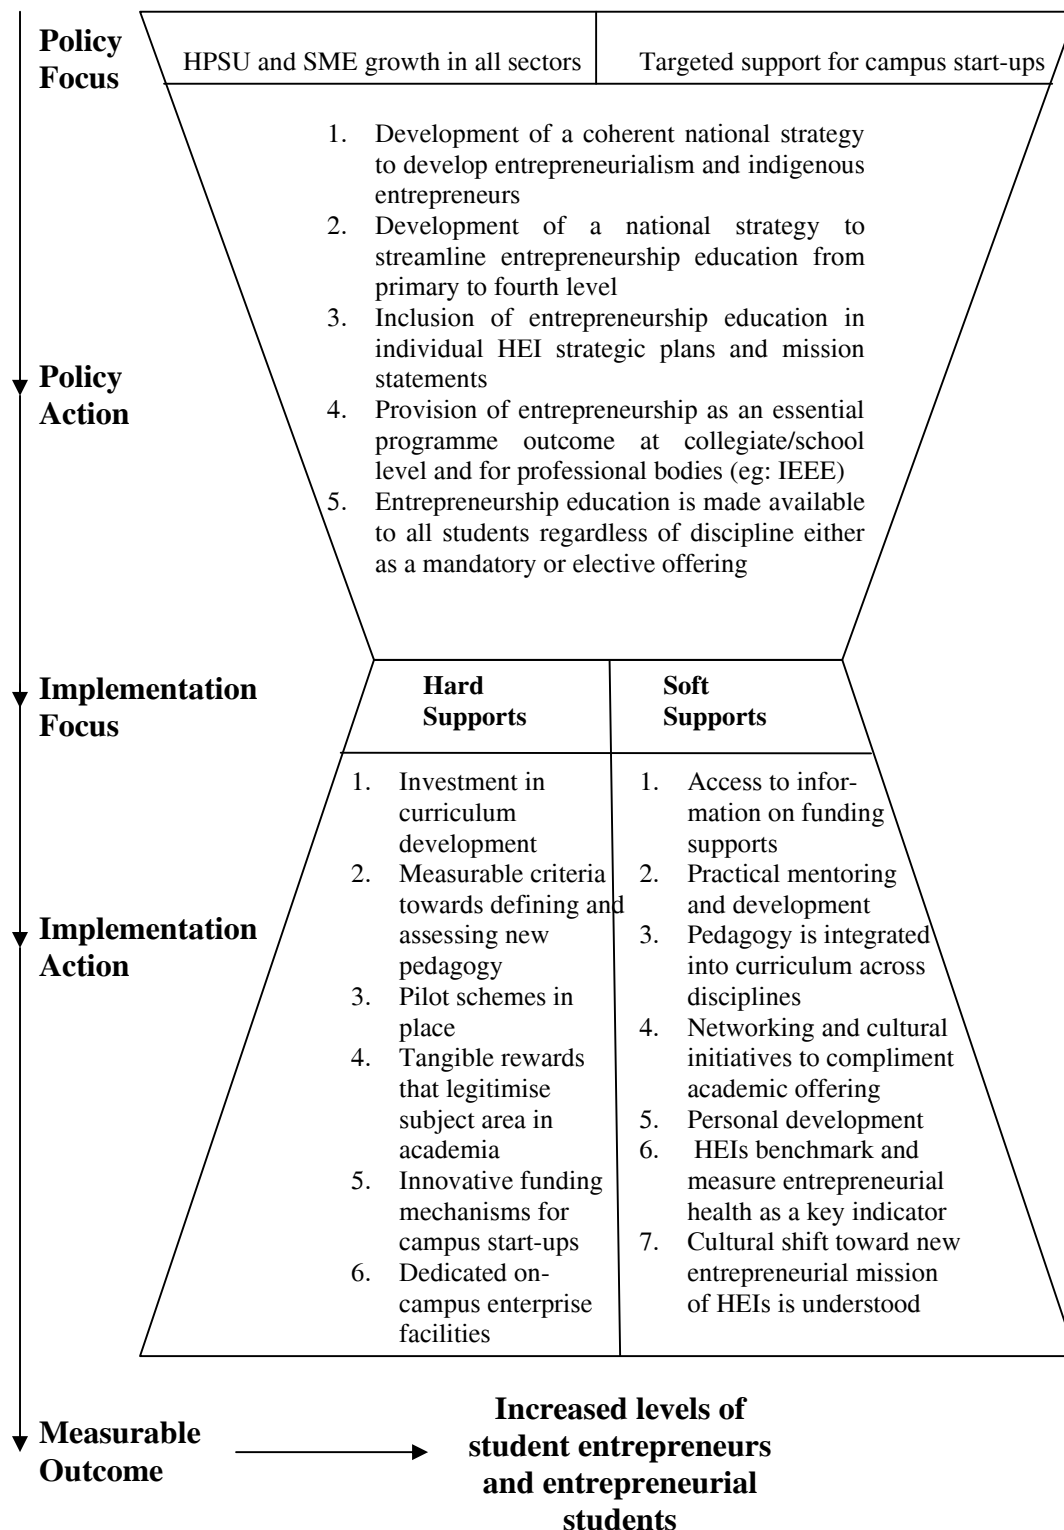 Policy
Focus
HPSU and SME growth in all sectors
Targeted support for campus start-ups
1. Development of a coherent national strategy
to develop entrepreneurialism and indigenous
entrepreneurs
2. Development of a national strategy to
streamline entrepreneurship education from
primary to fourth level
3. Inclusion of entrepreneurship education in
individual HEI strategic plans and mission
statements
Policy
Action
4. Provision of entrepreneurship as an essential
programme outcome at collegiate/school
level and for professional bodies (eg: IEEE)
5. Entrepreneurship education is made available
to all students regardless of discipline either
as a mandatory or elective offering
Implementation
Focus
Hard
Supports
Soft
Supports
Implementation
Action
1. Investment in
curriculum
development
2. Measurable criteria
towards defining and
assessing new
pedagogy
3. Pilot schemes in
place
4. Tangible rewards
that legitimise
subject area in
academia
5. Innovative funding
mechanisms for
campus start-ups
6. Dedicated on-
campus enterprise
facilities
1. Access to infor-
mation on funding
supports
2. Practical mentoring
and development
3. Pedagogy is integrated
into curriculum across
disciplines
4. Networking and cultural
initiatives to compliment
academic offering
5. Personal development
6. HEIs benchmark and
measure entrepreneurial
health as a key indicator
7. Cultural shift toward new
entrepreneurial mission
of HEIs is understood
Measurable
Outcome
Increased levels of
student entrepreneurs
and entrepreneurial
students